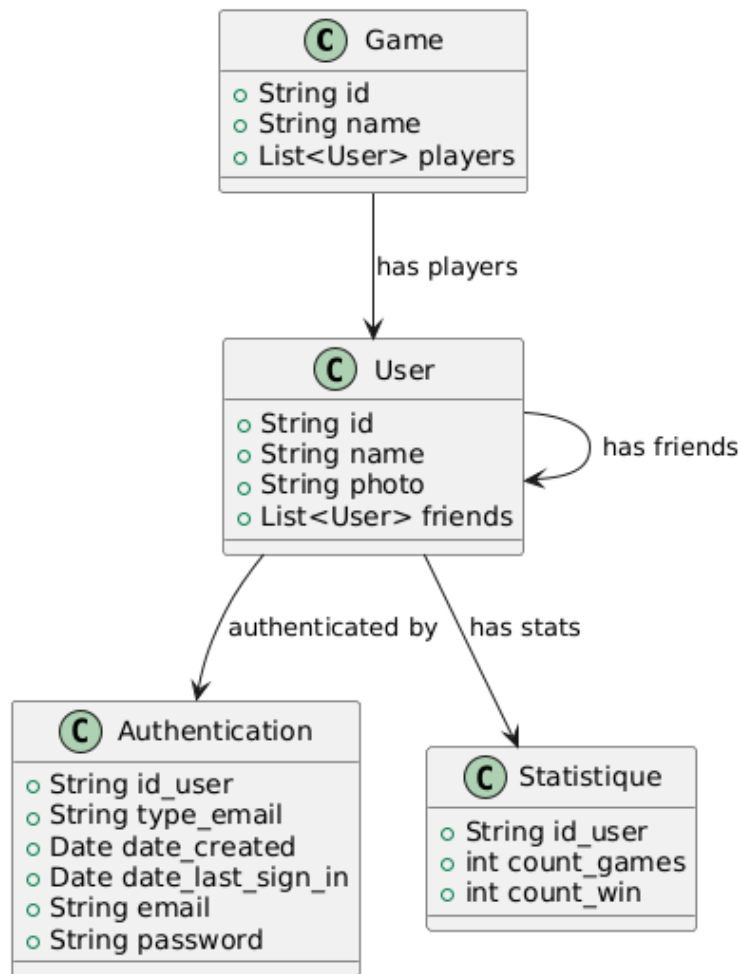 C Game
String id
String name
List<User> players
has players
C User
String id
String name
String photo
List<User> friends
has friends
authenticated by
has stats
C Authentication
String id_user
String type_email
Date date_created
Date date_last_sign_in
String email
String password
C Statistique
String id_user
int count_games
int count_win